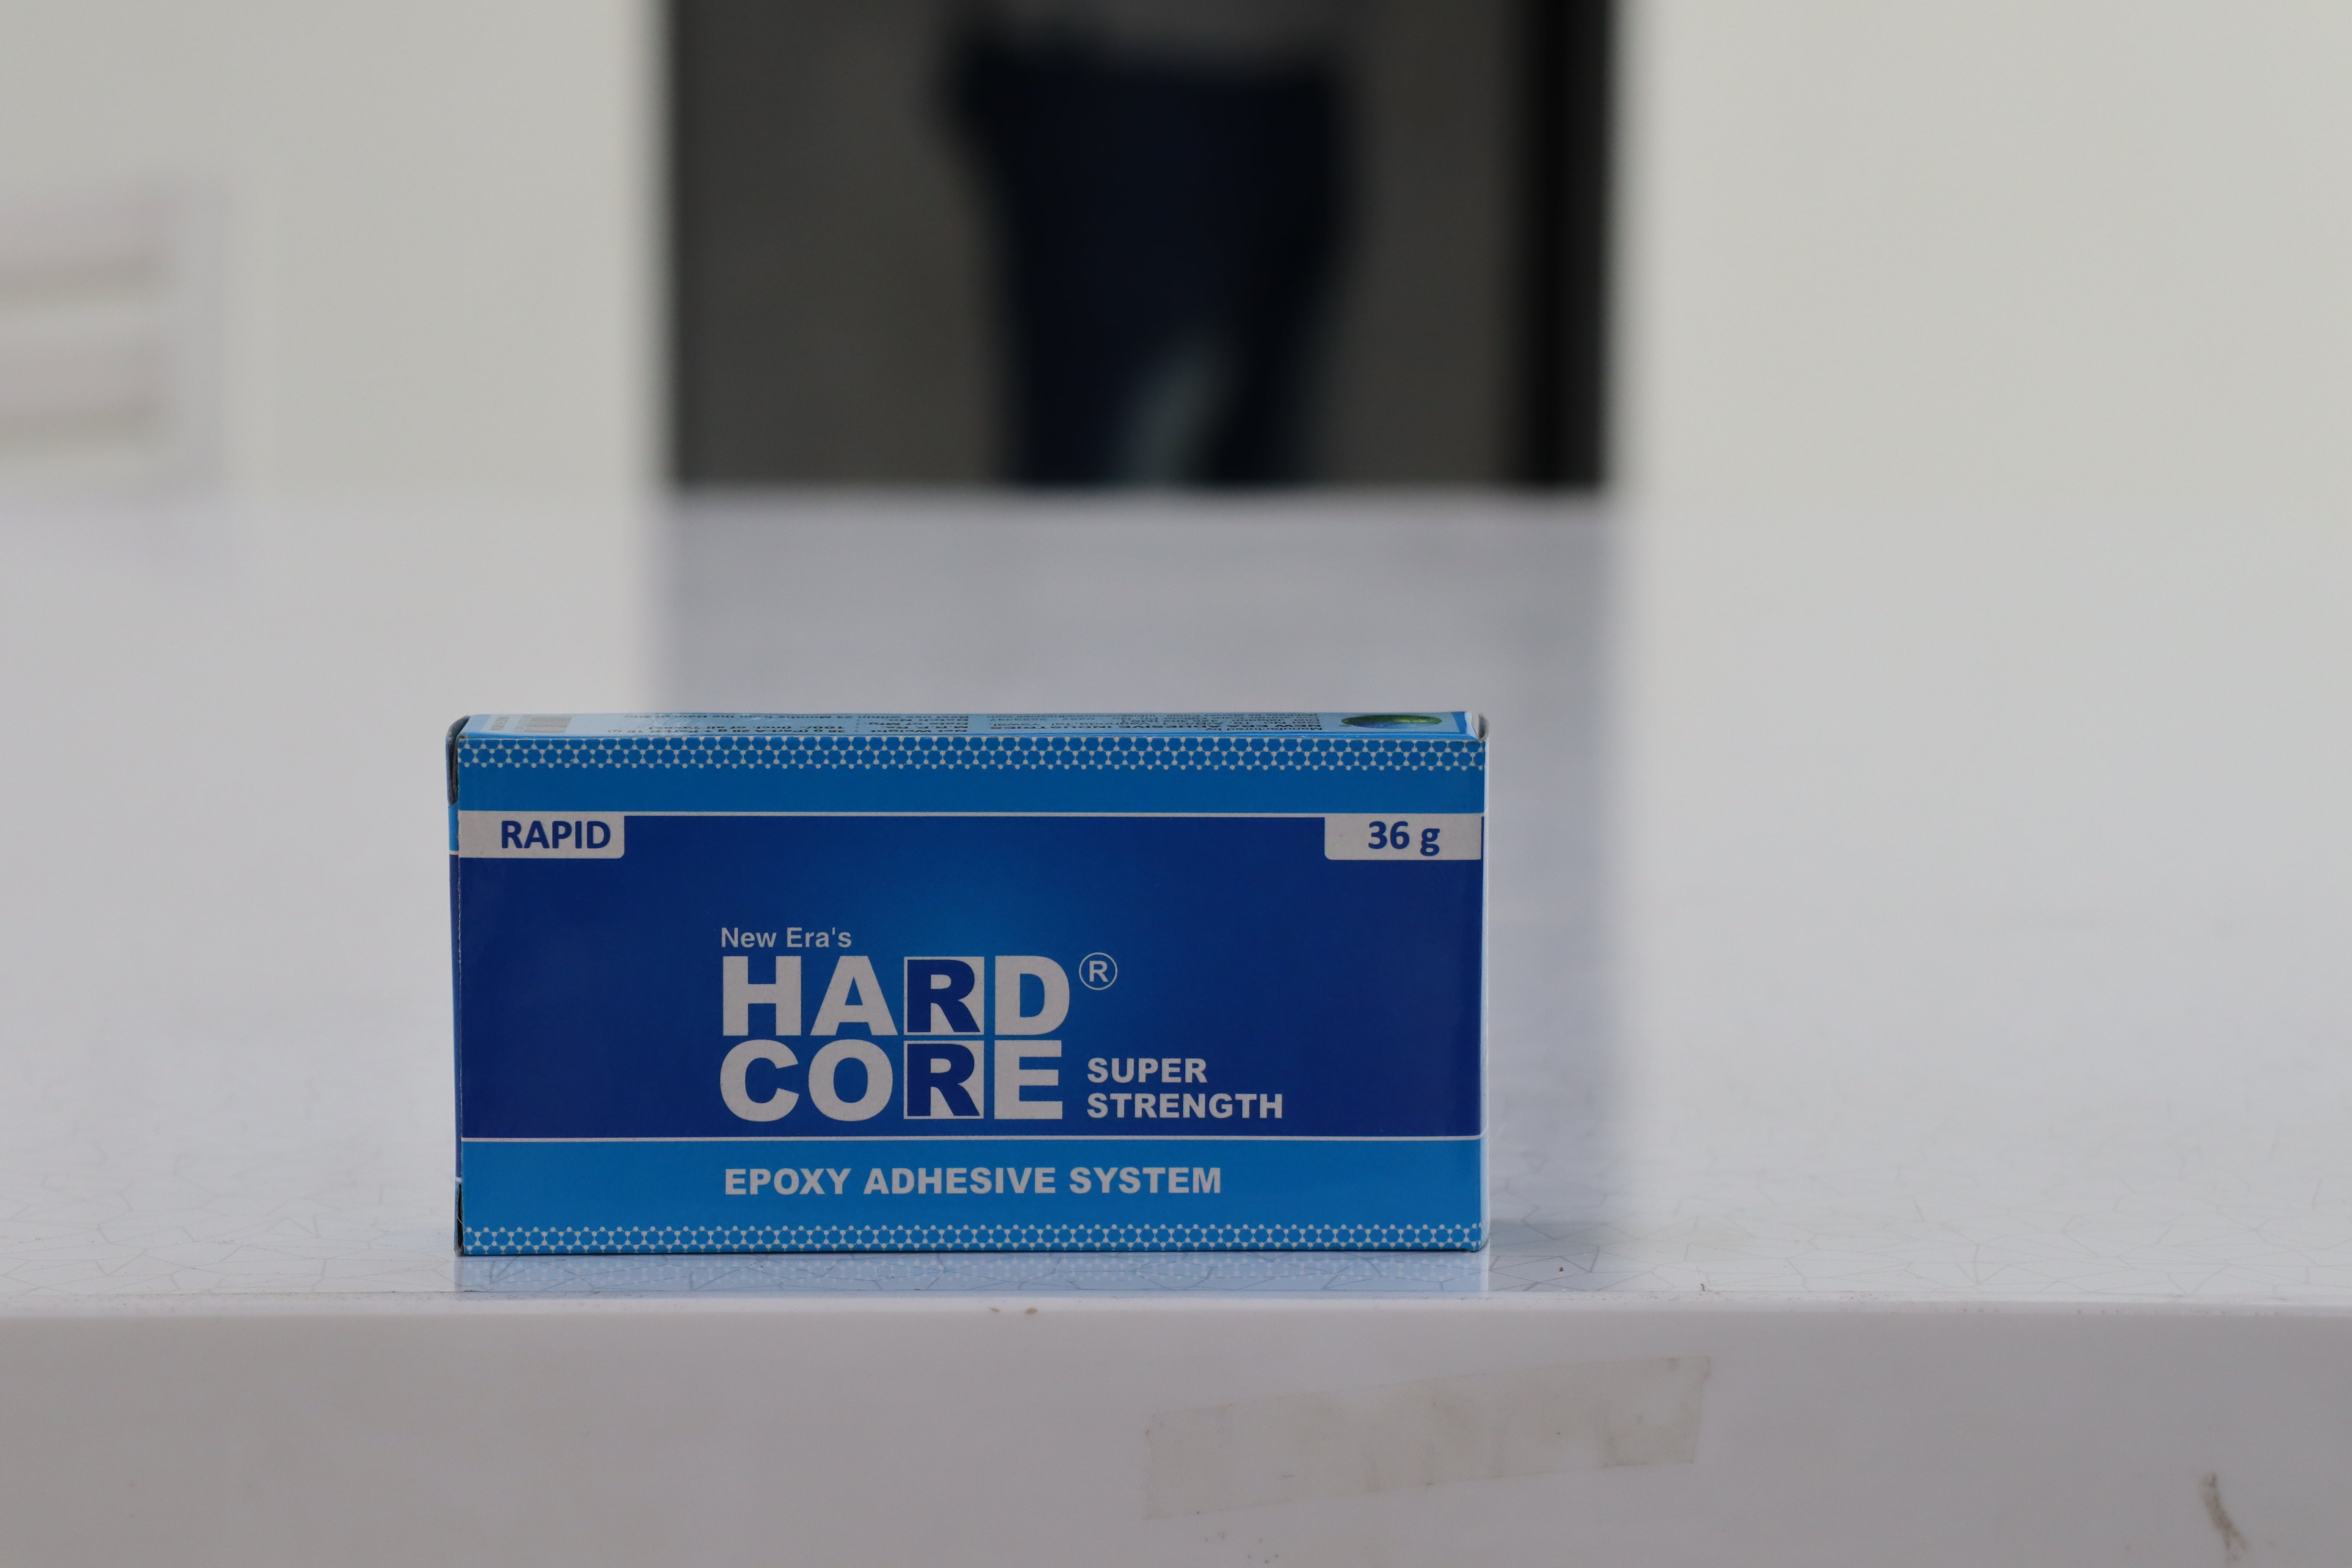 RAPID
36 g
New Era's
HARD®
CORE
SUPER
STRENGTH
EPOXY ADHESIVE SYSTEM